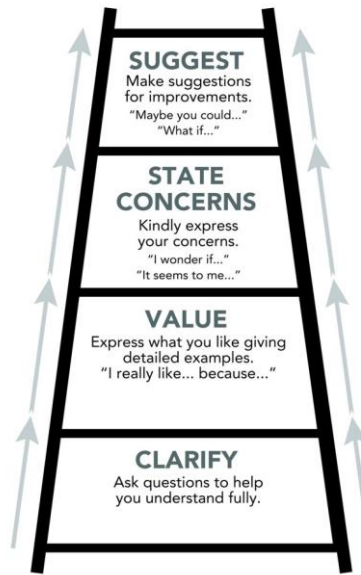 SUGGEST
Make suggestions
for improvements.
“Maybe you could...”
“What if...”
STATE
CONCERNS
Kindly express
your concerns.
“I wonder if...”
“It seems to me...”
VALUE
Express what you like giving
detailed examples.
“I really like... because...”
CLARIFY
Ask questions to help
you understand fully.